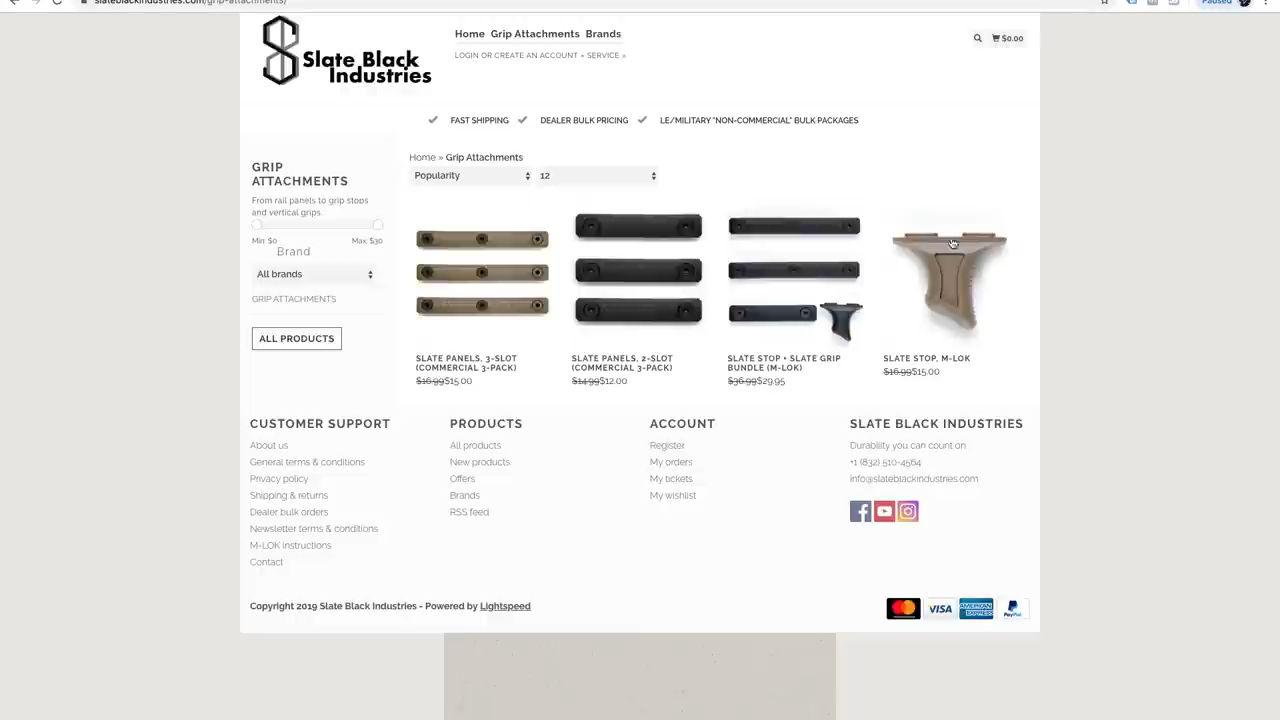 slateblackindustries.com/grip-attachments/
Paused
Slate Black
Industries
Home Grip Attachments Brands
LOGIN OR CREATE AN ACCOUNT » SERVICE »
$0.00
FAST SHIPPING
DEALER BULK PRICING
LE/MILITARY "NON-COMMERCIAL" BULK PACKAGES
Home » Grip Attachments
Popularity
12
GRIP
ATTACHMENTS
From rail panels to grip stops
and vertical grips.
Min: $0
Max: $30
Brand
All brands
GRIP ATTACHMENTS
ALL PRODUCTS
SLATE PANELS, 3-SLOT
(COMMERCIAL 3-PACK)
$16.99$15.00
SLATE PANELS, 2-SLOT
(COMMERCIAL 3-PACK)
$14.99$12.00
SLATE STOP + SLATE GRIP
BUNDLE (M-LOK)
$36.99$29.95
SLATE STOP, M-LOK
$16.99$15.00
CUSTOMER SUPPORT
About us
General terms & conditions
Privacy policy
Shipping & returns
Dealer bulk orders
Newsletter terms & conditions
M-LOK instructions
Contact
PRODUCTS
All products
New products
Offers
Brands
RSS feed
ACCOUNT
Register
My orders
My tickets
My wishlist
SLATE BLACK INDUSTRIES
Durability you can count on
+1 (832) 510-4564
info@slateblackindustries.com
Copyright 2019 Slate Black Industries - Powered by Lightspeed
VISA
AMERICAN EXPRESS
PayPal